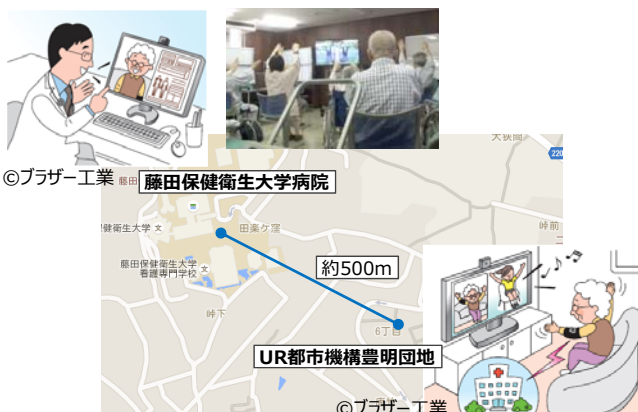 ©ブラザー工業
藤田保健衛生大学病院
大狭間
220
峠前
田楽ケ窪
健衛生大学
藤田保健衛生大学
看護専門学校
約500m
峠下
6丁目
UR都市機構豊明団地
©ブラザー工業